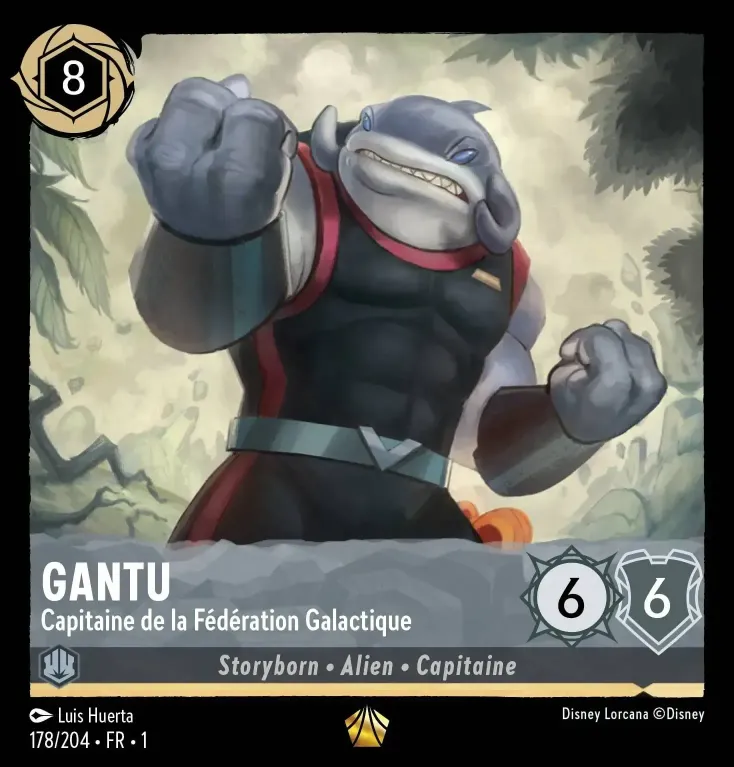 8
GANTU
Capitaine de la Fédération Galactique
6
6
Storyborn • Alien • Capitaine
Luis Huerta
Disney Lorcana ©Disney
178/204 • FR • 1